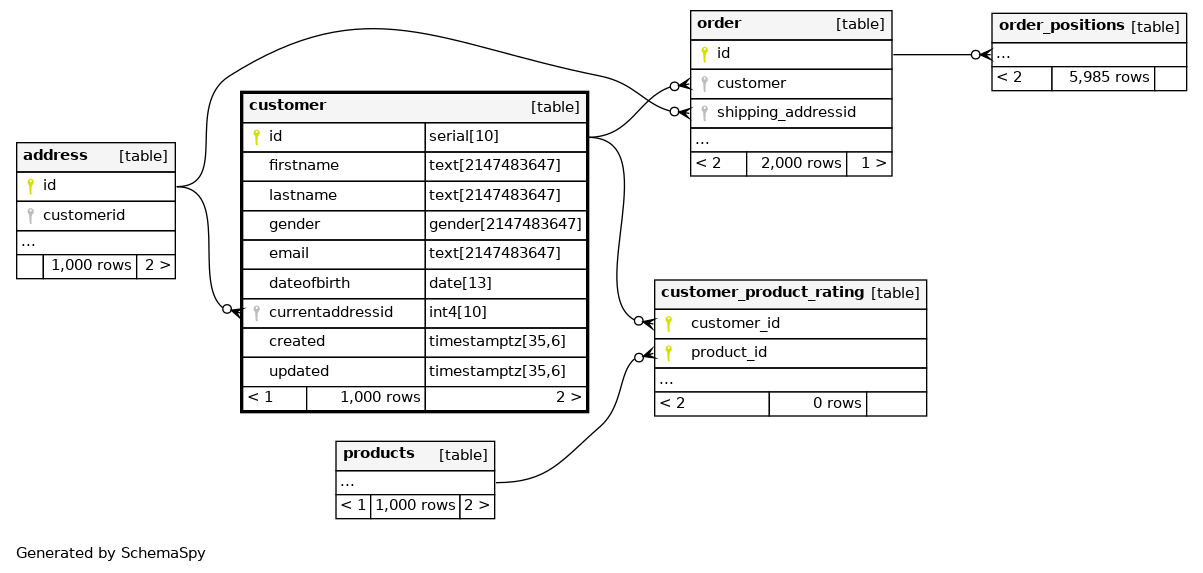 order [table]
id
customer
shipping_addressid
...
< 2 2,000 rows 1 >
order_positions [table]
...
< 2 5,985 rows
customer [table]
id serial[10]
firstname text[2147483647]
lastname text[2147483647]
gender gender[2147483647]
email text[2147483647]
dateofbirth date[13]
currentaddressid int4[10]
created timestamptz[35,6]
updated timestamptz[35,6]
< 1 1,000 rows 2 >
address [table]
id
customerid
...
1,000 rows 2 >
customer_product_rating [table]
customer_id
product_id
...
< 2 0 rows
products [table]
...
< 1 1,000 rows 2 >
Generated by SchemaSpy